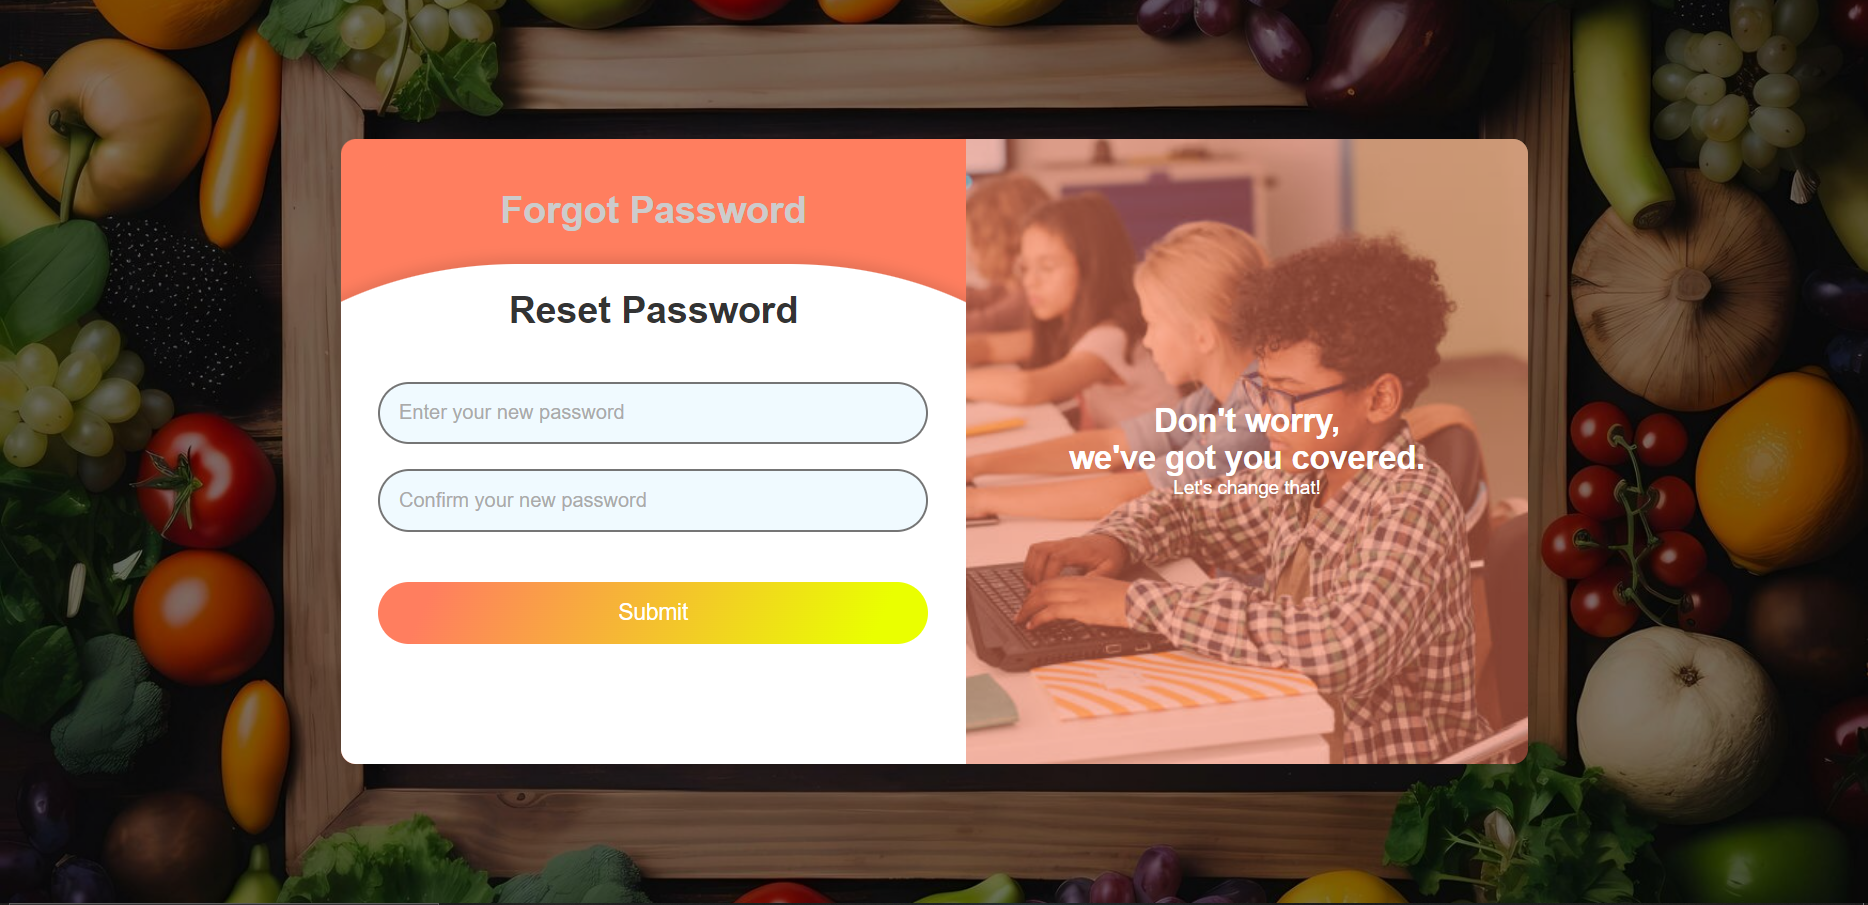 Forgot Password
Reset Password
Enter your new password
Confirm your new password
Submit
Don't worry,
we've got you covered.
Let's change that!